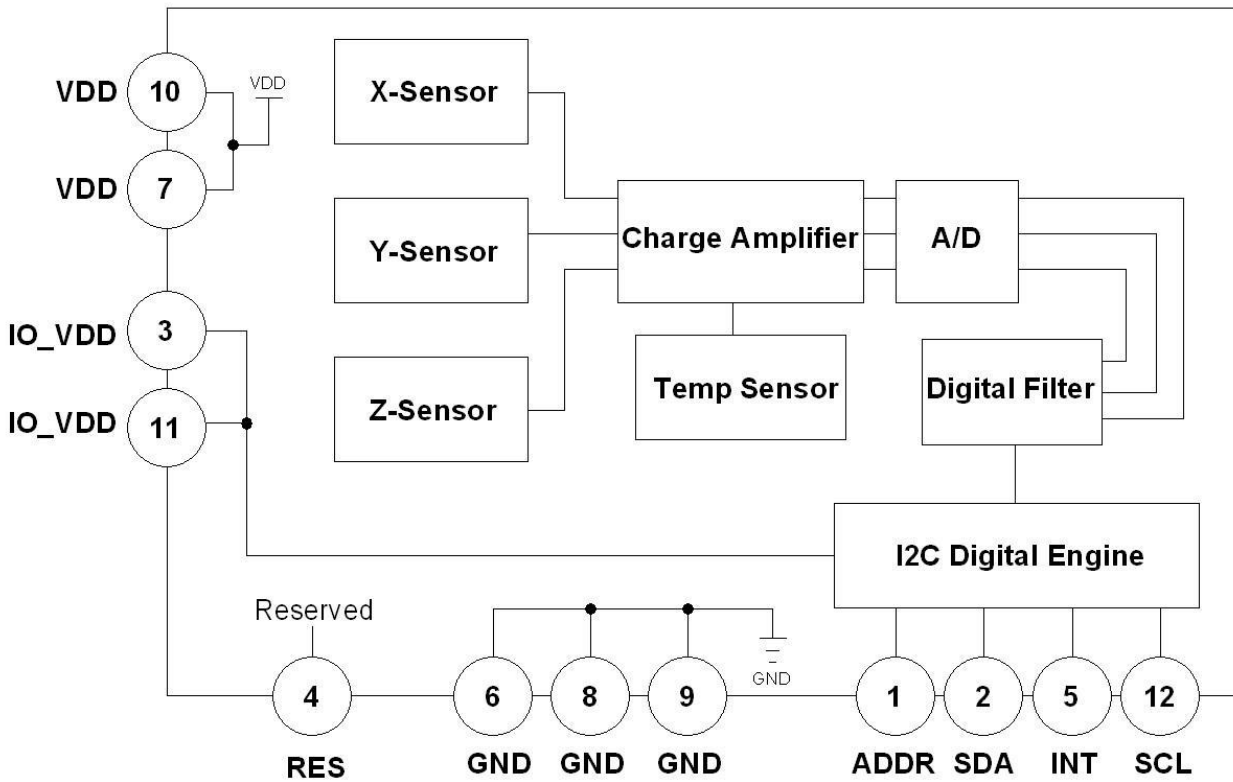 VDD
10
VDD
X-Sensor
VDD
7
Y-Sensor
Charge Amplifier
A/D
IO_VDD
3
Z-Sensor
Temp Sensor
Digital Filter
IO_VDD
11
I2C Digital Engine
Reserved
GND
4
6
8
9
1
2
5
12
RES
GND
GND
GND
ADDR
SDA
INT
SCL